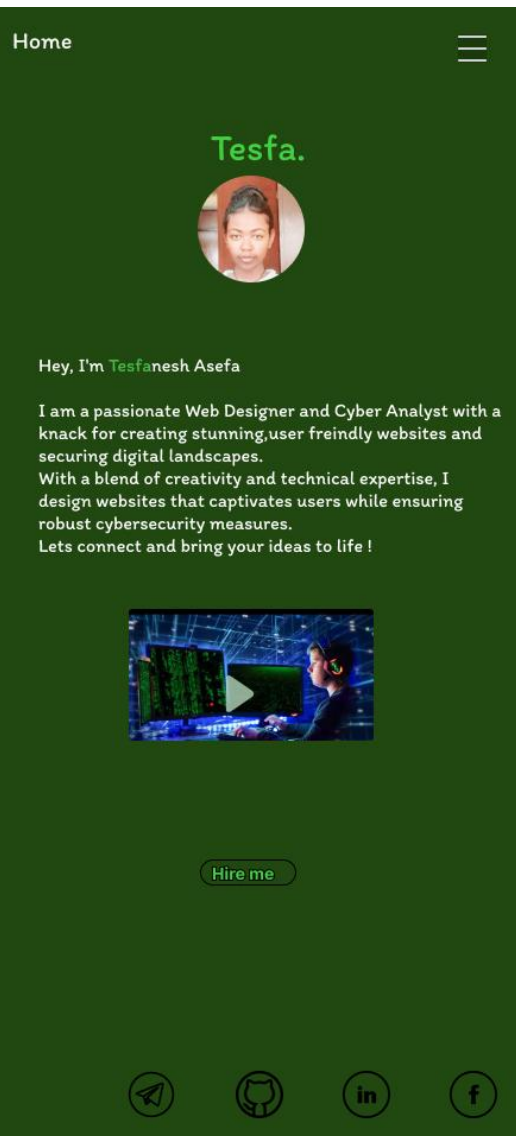 Home
Tesfa.
Hey, I'm Tesfanesh Asefa
I am a passionate Web Designer and Cyber Analyst with a
knack for creating stunning,user freindly websites and
securing digital landscapes.
With a blend of creativity and technical expertise, I
design websites that captivates users while ensuring
robust cybersecurity measures.
Lets connect and bring your ideas to life !
Hire me
in
f